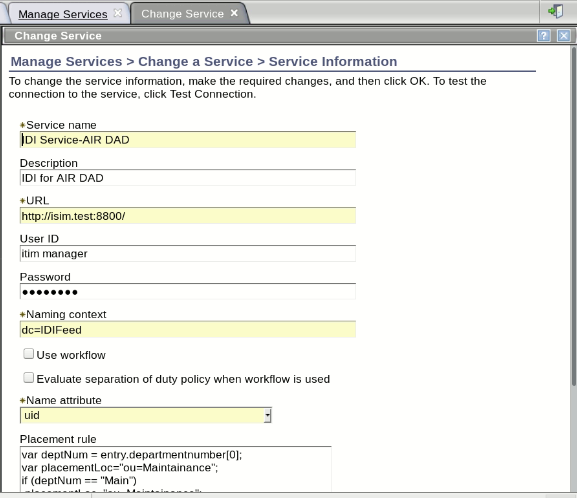 Manage Services
Change Service
Change Service
?
Manage Services > Change a Service > Service Information
To change the service information, make the required changes, and then click OK. To test the
connection to the service, click Test Connection.
Service name
IDI Service-AIR DAD
Description
IDI for AIR DAD
URL
http://isim.test:8800/
User ID
itim manager
Password
●●●●●●●●
Naming context
dc=IDIFeed
Use workflow
Evaluate separation of duty policy when workflow is used
Name attribute
uid
Placement rule
var deptNum = entry.departmentnumber[0];
var placementLoc="ou=Maintainance";
if (deptNum == "Main")
placementLoc="ou=Maintainance";